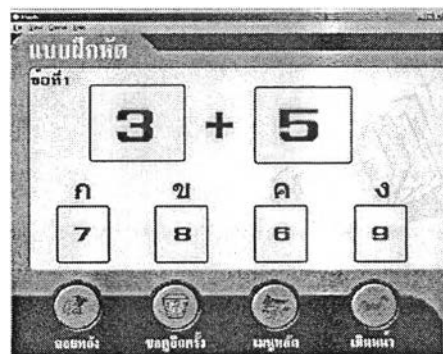 แบบฝึกหัด
ข้อที่1
3 + 5
ก ข ค ง
7 8 6 9
ถอยหลัง ขอดูอีกครั้ง เมนูหลัก เดินหน้า